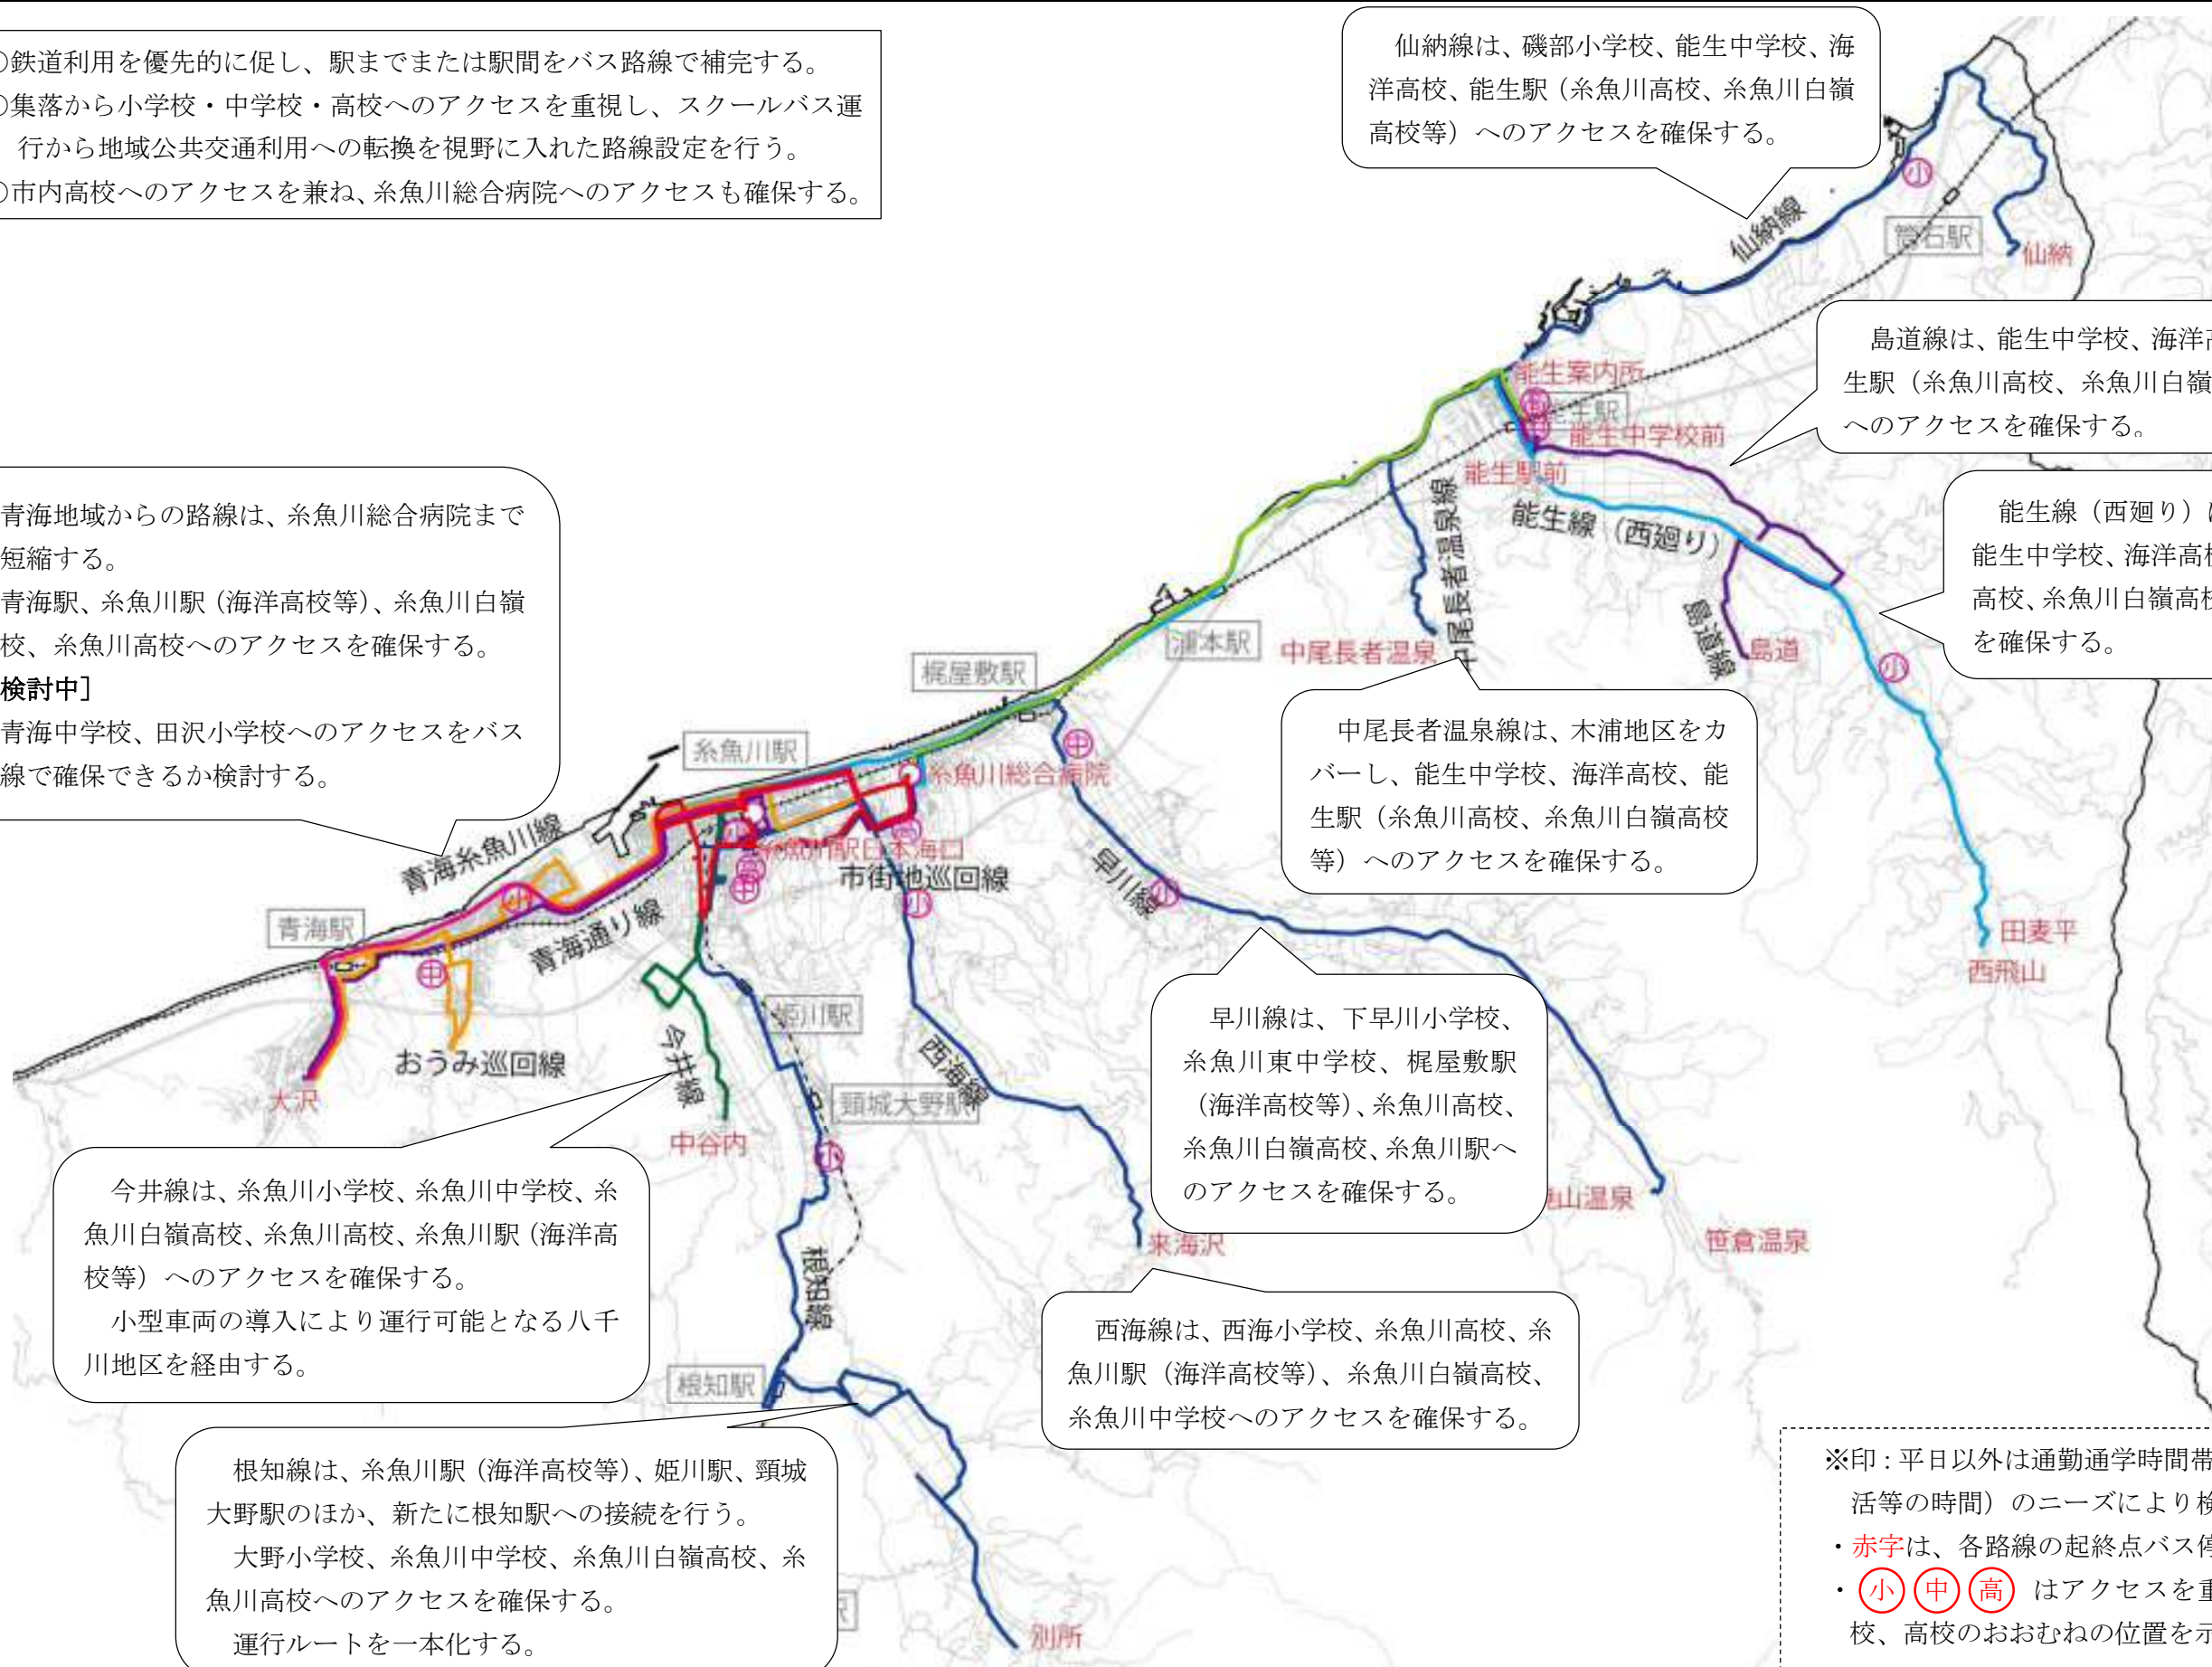 鉄道利用を優先的に促し、駅までまたは駅間をバス路線で補完する。
集落から小学校・中学校・高校へのアクセスを重視し、スクールバス運
行から地域公共交通利用への転換を視野に入れた路線設定を行う。
市内高校へのアクセスを兼ね、糸魚川総合病院へのアクセスも確保する。
仙納線は、磯部小学校、能生中学校、海
洋高校、能生駅（糸魚川高校、糸魚川白嶺
高校等）へのアクセスを確保する。
小
仙納線
筒石駅
仙納
島道線は、能生中学校、海洋
生駅（糸魚川高校、糸魚川白嶺
へのアクセスを確保する。
能生案内所
能生駅
能生中学校前
能生駅前
能生線（西廻り）
能生線（西廻り）
能生中学校、海洋高校
高校、糸魚川白嶺高校
を確保する。
青海地域からの路線は、糸魚川総合病院まで
短縮する。
青海駅、糸魚川駅（海洋高校等）、糸魚川白嶺
校、糸魚川高校へのアクセスを確保する。
検討中］
青海中学校、田沢小学校へのアクセスをバス
線で確保できるか検討する。
浦本駅
中尾長者温泉
中尾長者温泉線
島道線
島道
小
梶屋敷駅
中尾長者温泉線は、木浦地区をカ
バーし、能生中学校、海洋高校、能
生駅（糸魚川高校、糸魚川白嶺高校
等）へのアクセスを確保する。
糸魚川駅
糸魚川総合病院
中
糸魚川駅日本海口
高
中
高
市街地巡回線
小
早川線
小
青海糸魚川線
小
青海駅
青海通り線
中
おうみ巡回線
大沢
田麦平
西飛山
姫川駅
今井線
西海線
頸城大野駅
中谷内
小
早川線は、下早川小学校、
糸魚川東中学校、梶屋敷駅
（海洋高校等）、糸魚川高校、
糸魚川白嶺高校、糸魚川駅へ
のアクセスを確保する。
山温泉
笹倉温泉
来海沢
今井線は、糸魚川小学校、糸魚川中学校、糸
魚川白嶺高校、糸魚川高校、糸魚川駅（海洋高
校等）へのアクセスを確保する。
小型車両の導入により運行可能となる八千
川地区を経由する。
根知線
根知駅
西海線は、西海小学校、糸魚川高校、糸
魚川駅（海洋高校等）、糸魚川白嶺高校、
糸魚川中学校へのアクセスを確保する。
根知線は、糸魚川駅（海洋高校等）、姫川駅、頸城
大野駅のほか、新たに根知駅への接続を行う。
大野小学校、糸魚川中学校、糸魚川白嶺高校、糸
魚川高校へのアクセスを確保する。
運行ルートを一本化する。
別所
※印：平日以外は通勤通学時間帯
活等の時間）のニーズにより検
・赤字は、各路線の起終点バス停
・小 中 高 はアクセスを重
校、高校のおおむねの位置を示